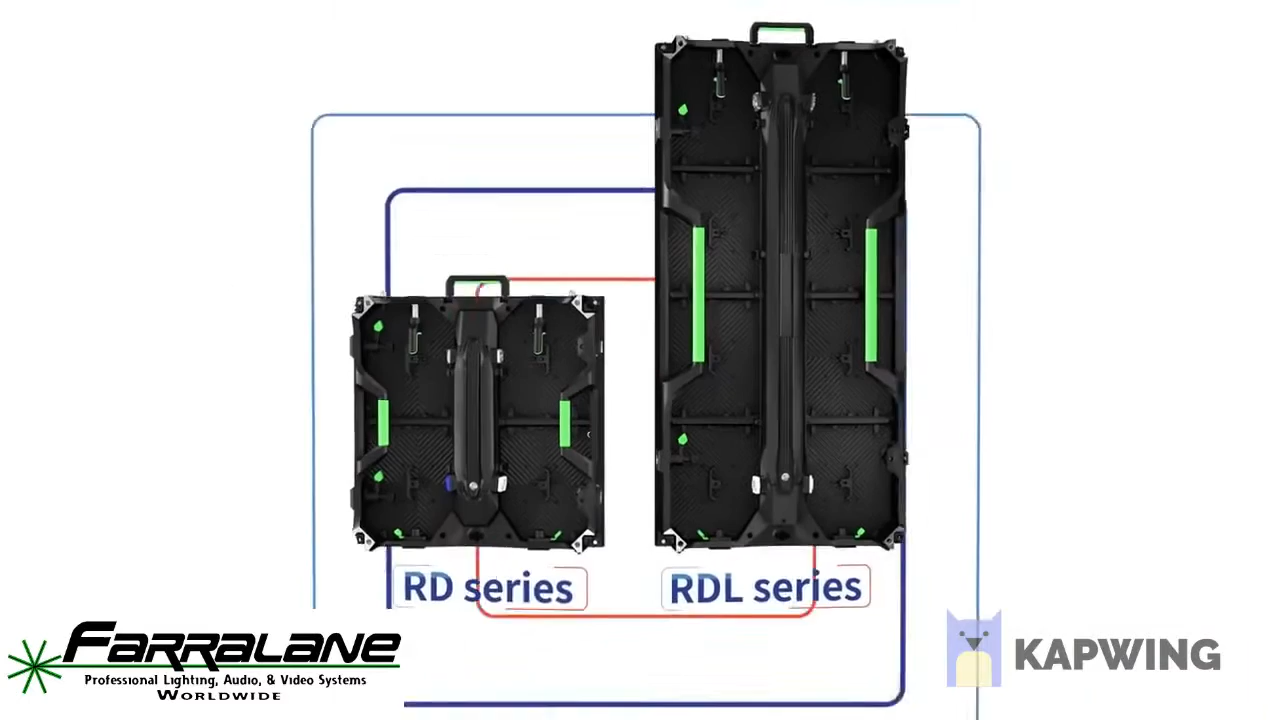 RD series
RDL series
Farralane
Professional Lighting, Audio, & Video Systems
Worldwide
KAPWING